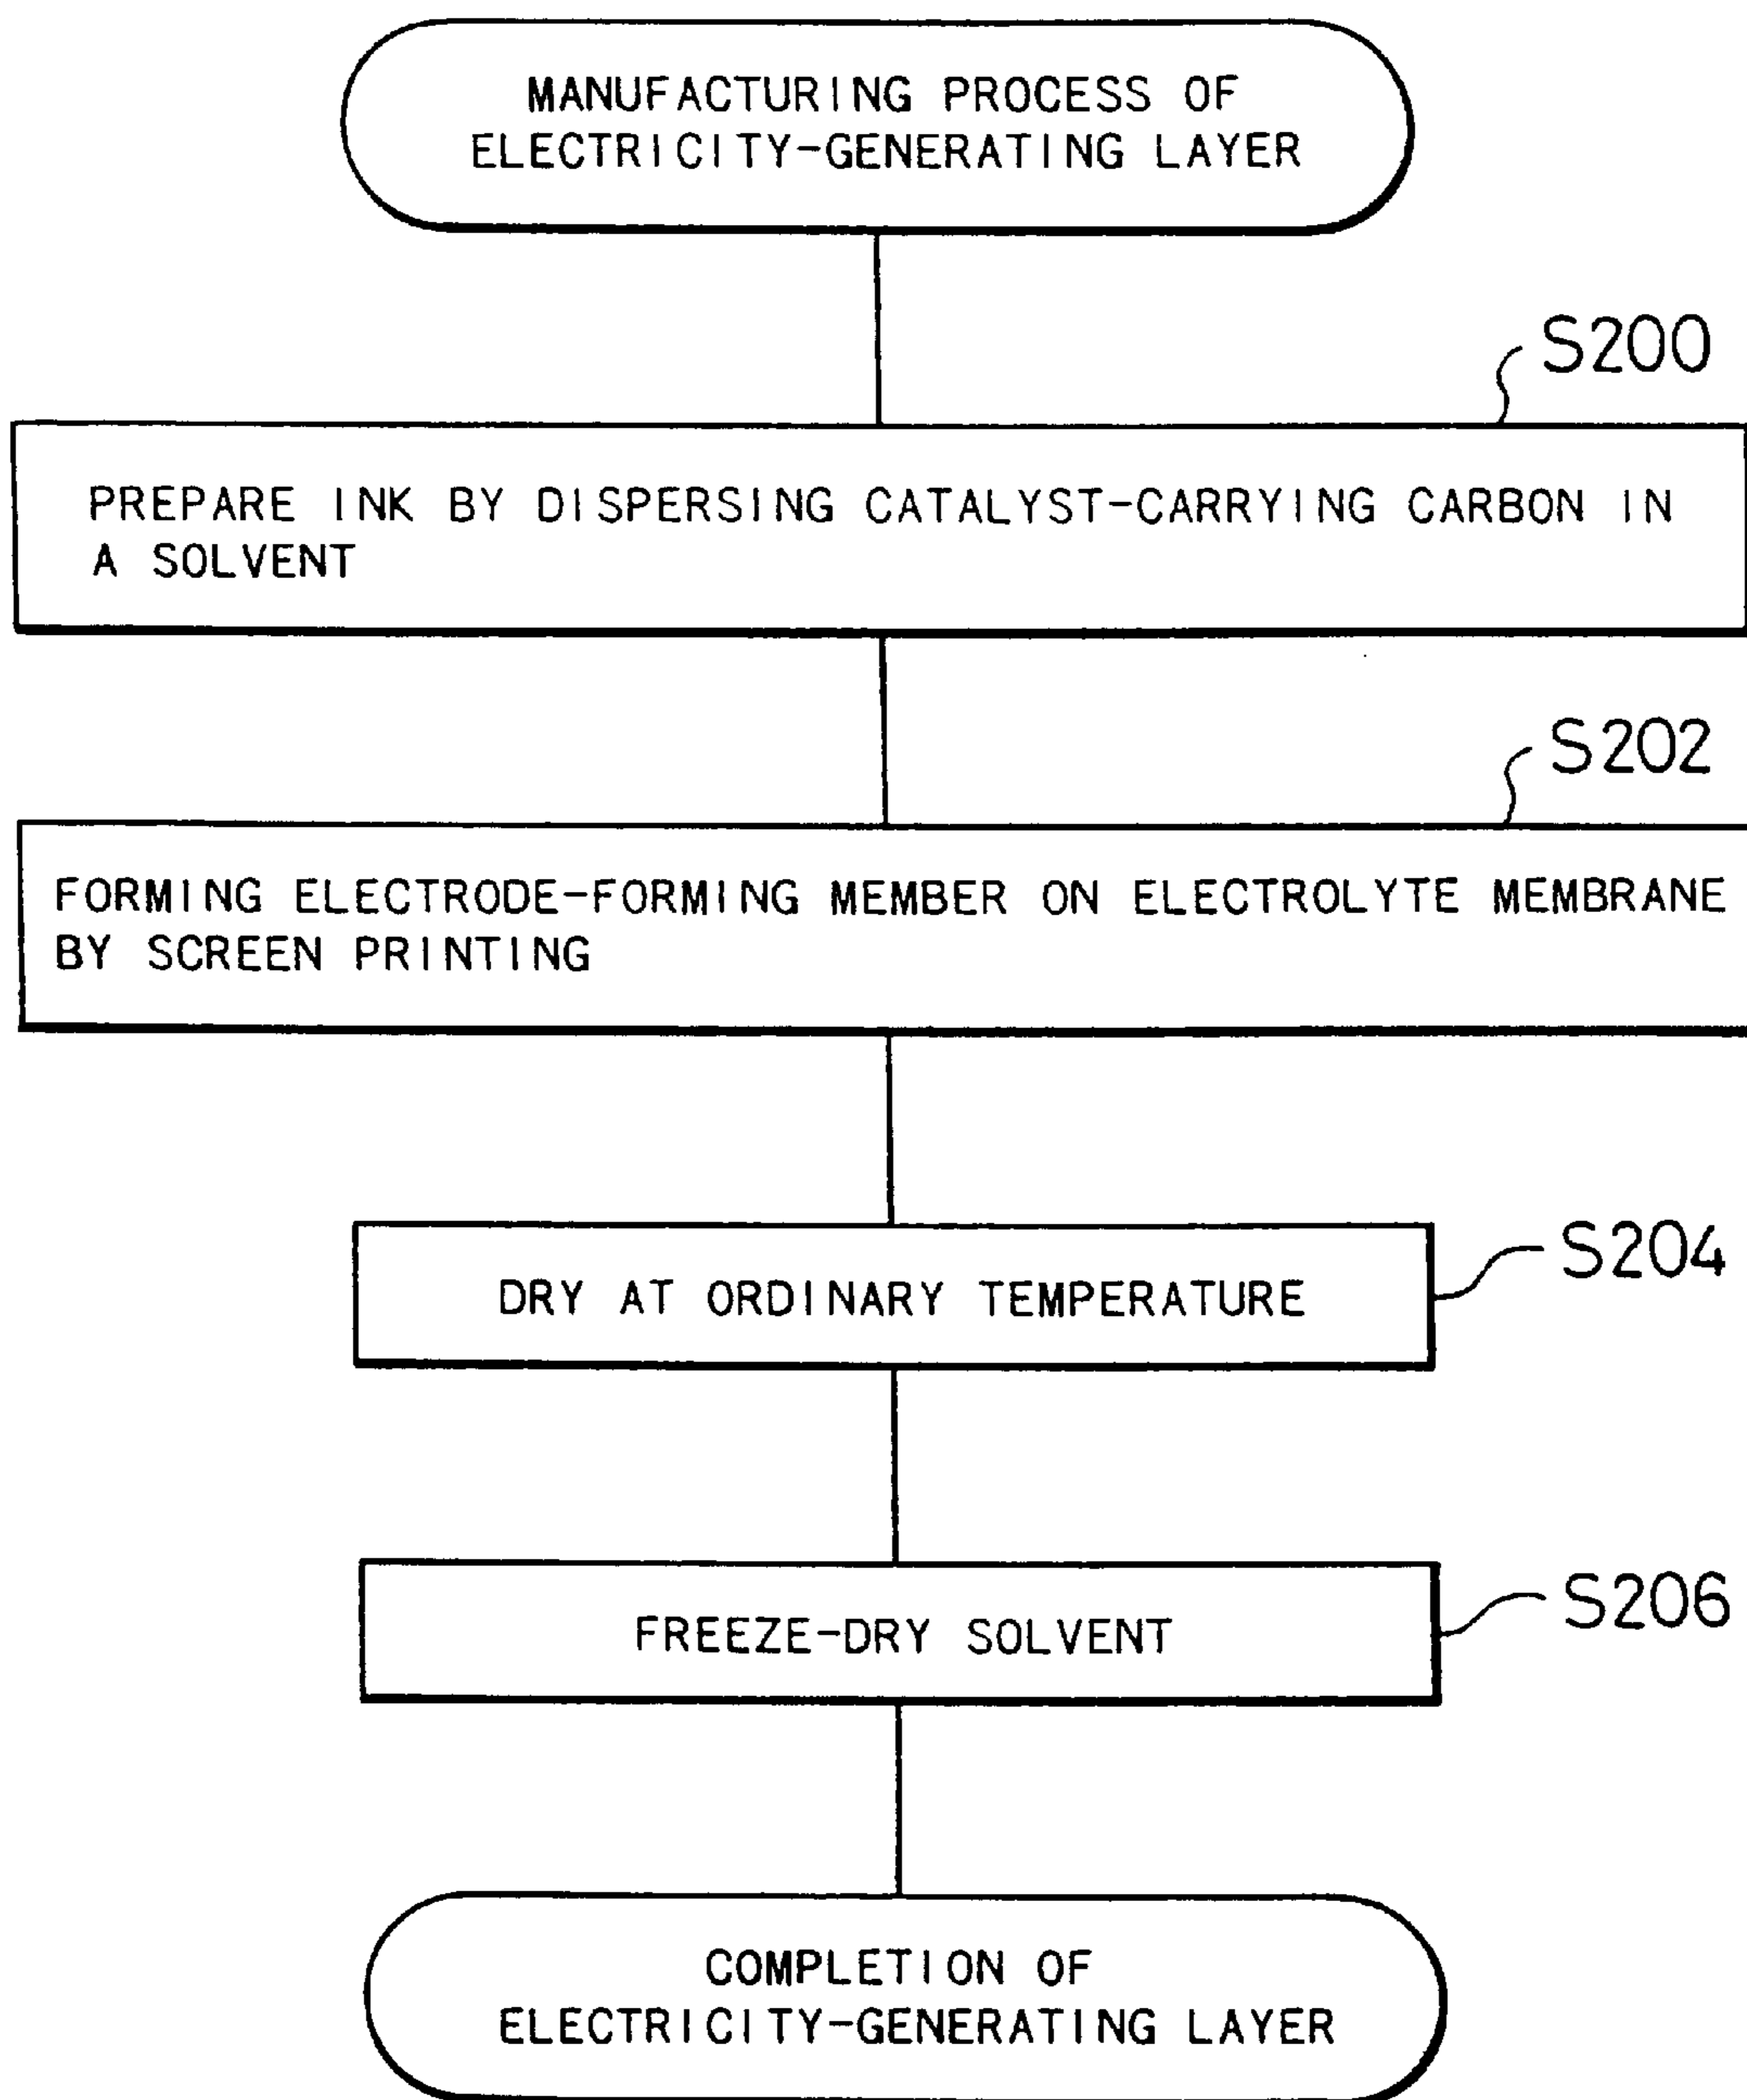 MANUFACTURING PROCESS OF
ELECTRICITY-GENERATING LAYER
S200
PREPARE INK BY DISPERSING CATALYST-CARRYING CARBON IN
A SOLVENT
S202
FORMING ELECTRODE-FORMING MEMBER ON ELECTROLYTE MEMBRANE
BY SCREEN PRINTING
S204
DRY AT ORDINARY TEMPERATURE
S206
FREEZE-DRY SOLVENT
COMPLETION OF
ELECTRICITY-GENERATING LAYER